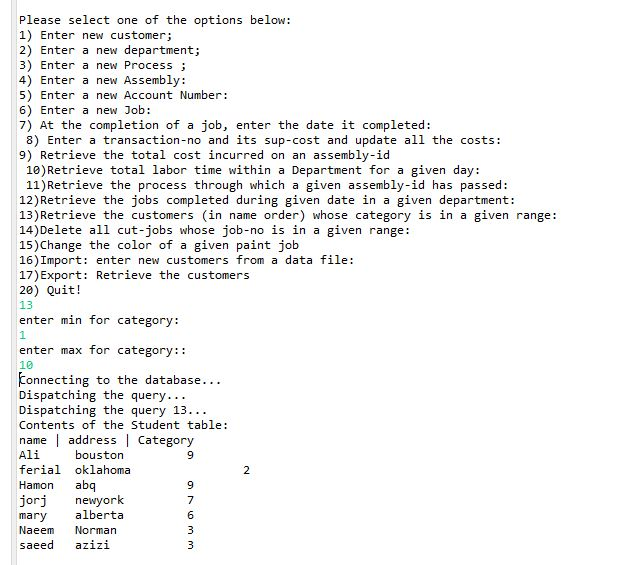 Please select one of the options below:
1) Enter new customer;
2) Enter a new department;
3) Enter a new Process ;
4) Enter a new Assembly:
5) Enter a new Account Number:
6) Enter a new Job:
7) At the completion of a job, enter the date it completed:
8) Enter a transaction-no and its sup-cost and update all the costs:
9) Retrieve the total cost incurred on an assembly-id
10)Retrieve total labor time within a Department for a given day:
11)Retrieve the process through which a given assembly-id has passed:
12)Retrieve the jobs completed during given date in a given department:
13)Retrieve the customers (in name order) whose category is in a given range:
14)Delete all cut-jobs whose job-no is in a given range:
15)Change the color of a given paint job
16)Import: enter new customers from a data file:
17)Export: Retrieve the customers
20) Quit!
13
enter min for category:
1
enter max for category::
10
Connecting to the database...
Dispatching the query...
Dispatching the query 13...
Contents of the Student table:
name | address | Category
Ali bouston 9
ferial oklahoma 2
Hamon abq 9
jorj newyork 7
mary alberta 6
Naeem Norman 3
saeed azizi 3